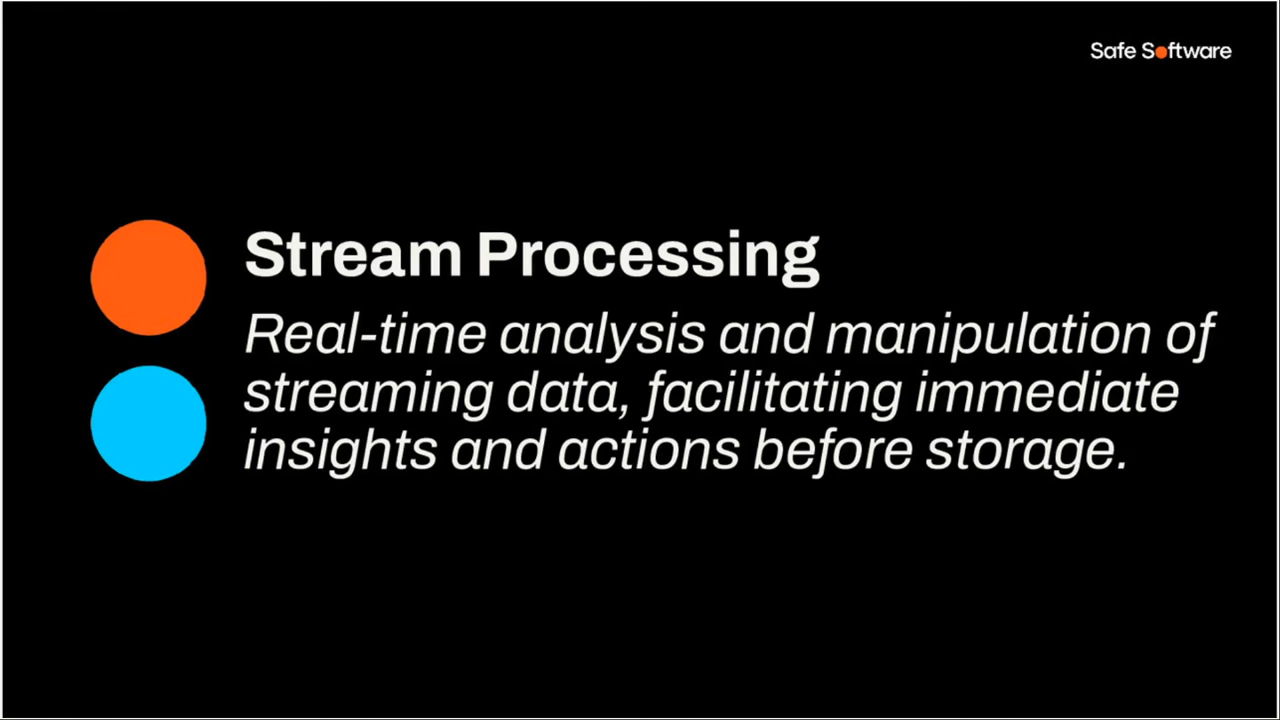 Safe Software
Stream Processing
Real-time analysis and manipulation of
streaming data, facilitating immediate
insights and actions before storage.